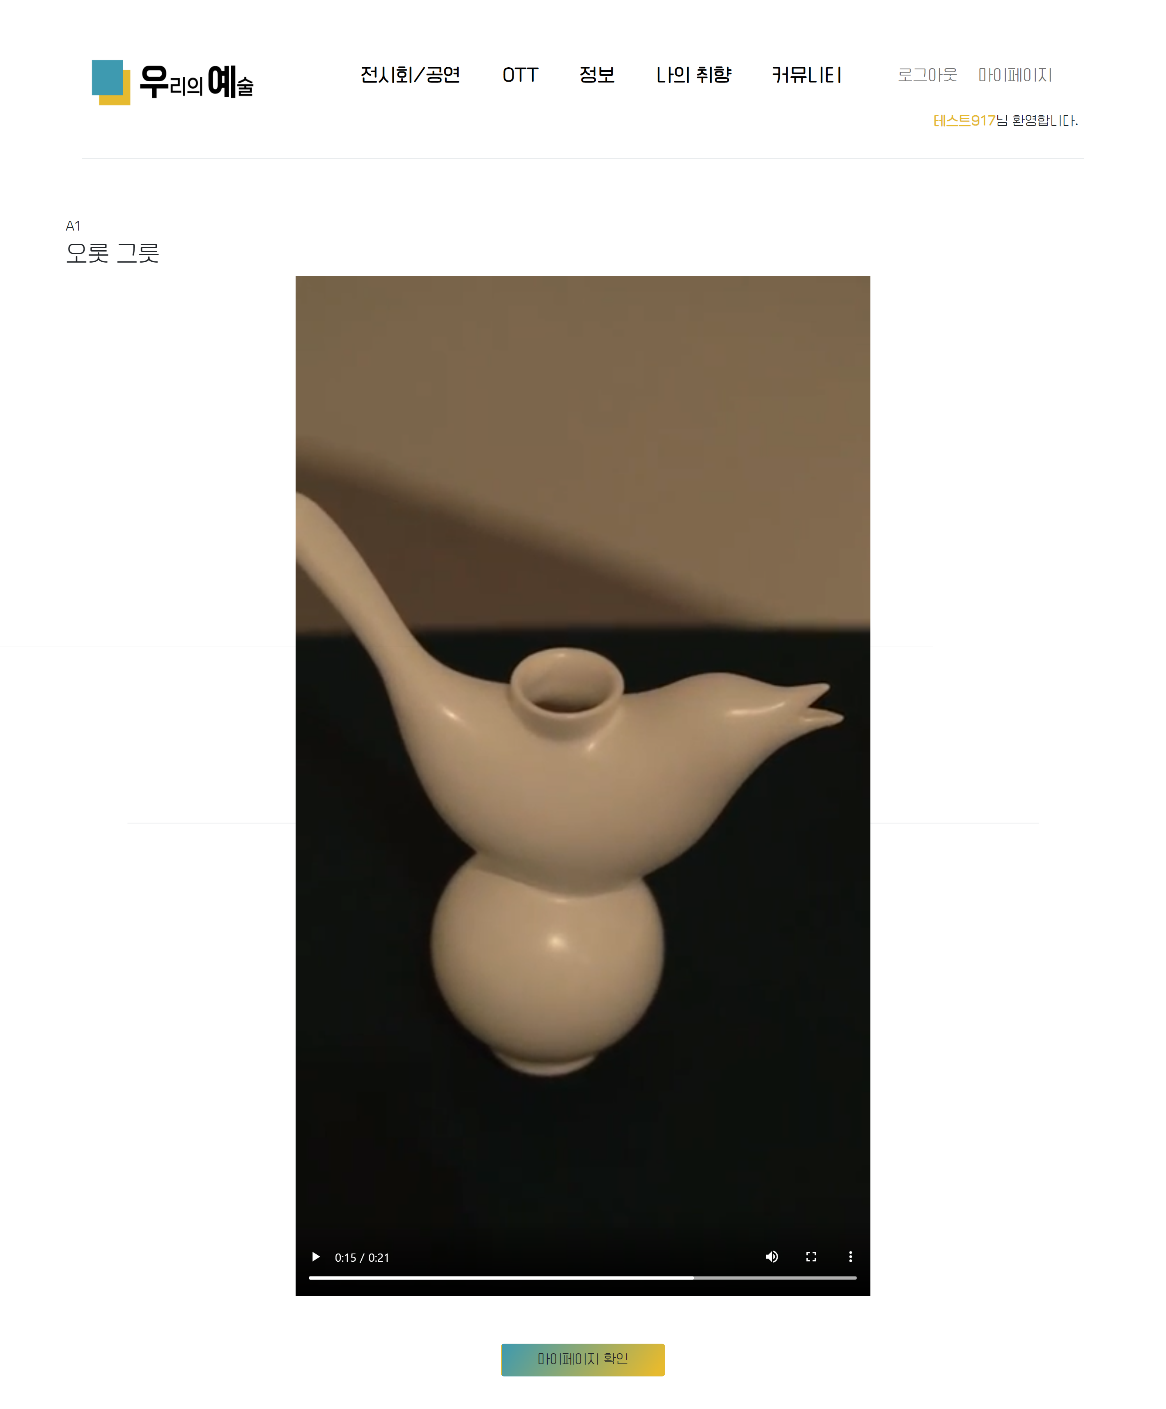 우리의 예술
전시회/공연 OTT 정보 나의 취향 커뮤니티 로그아웃 마이페이지
테스트917님 환영합니다.
A1
오롯 그릇
0:15 / 0:21
마이페이지 확인